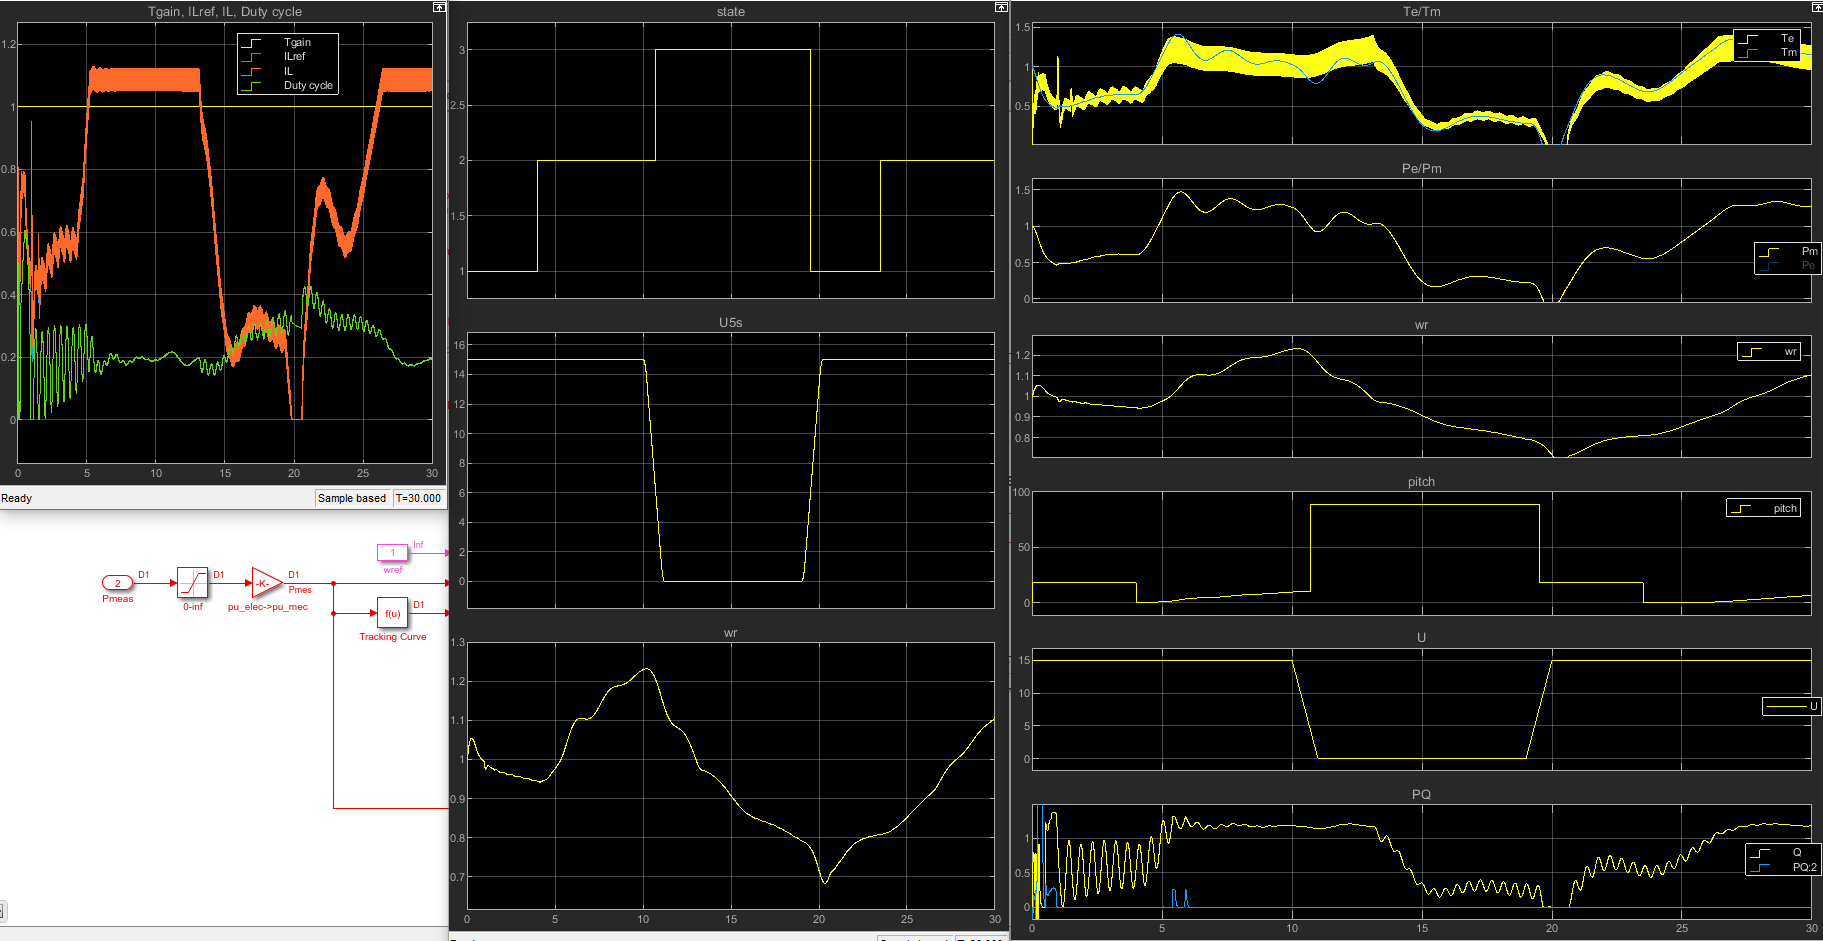 Tgain, ILref, IL, Duty cycle
Tgain
ILref
IL
Duty cycle
1.2
1
0.8
0.6
0.4
0.2
0
0 5 10 15 20 25 30
Ready
Sample based
T=30.000
Inf
1
wref
2
Pmeas
D1
0-inf
D1
-K-
pu_elec->pu_mec
D1
Pmes
f(u)
D1
Tracking Curve
state
3
2.5
2
1.5
1
U5s
16
14
12
10
8
6
4
2
0
wr
1.3
1.2
1.1
1
0.9
0.8
0.7
0 5 10 15 20 25 30
Te/Tm
1.5
1
0.5
Te
Tm
Pe/Pm
1.5
1
0.5
0
Pm
Pe
wr
1.2
1.1
1
0.9
0.8
wr
pitch
100
50
0
pitch
U
15
10
5
0
U
PQ
1
0.5
0
Q
PQ:2
0 5 10 15 20 25 30